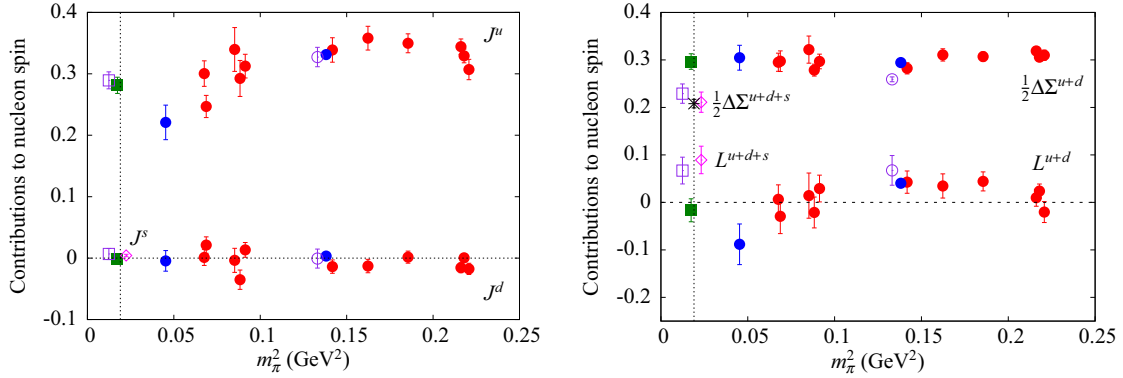 Contributions to nucleon spin
0.4
0.3
0.2
0.1
0
-0.1
J^u
J^s
J^d
0 0.05 0.1 0.15 0.2 0.25
m_π^2 (GeV^2)
Contributions to nucleon spin
0.4
0.3
0.2
0.1
0
-0.1
-0.2
½ΔΣ^{u+d+s}
½ΔΣ^{u+d}
L^{u+d+s}
L^{u+d}
0 0.05 0.1 0.15 0.2 0.25
m_π^2 (GeV^2)